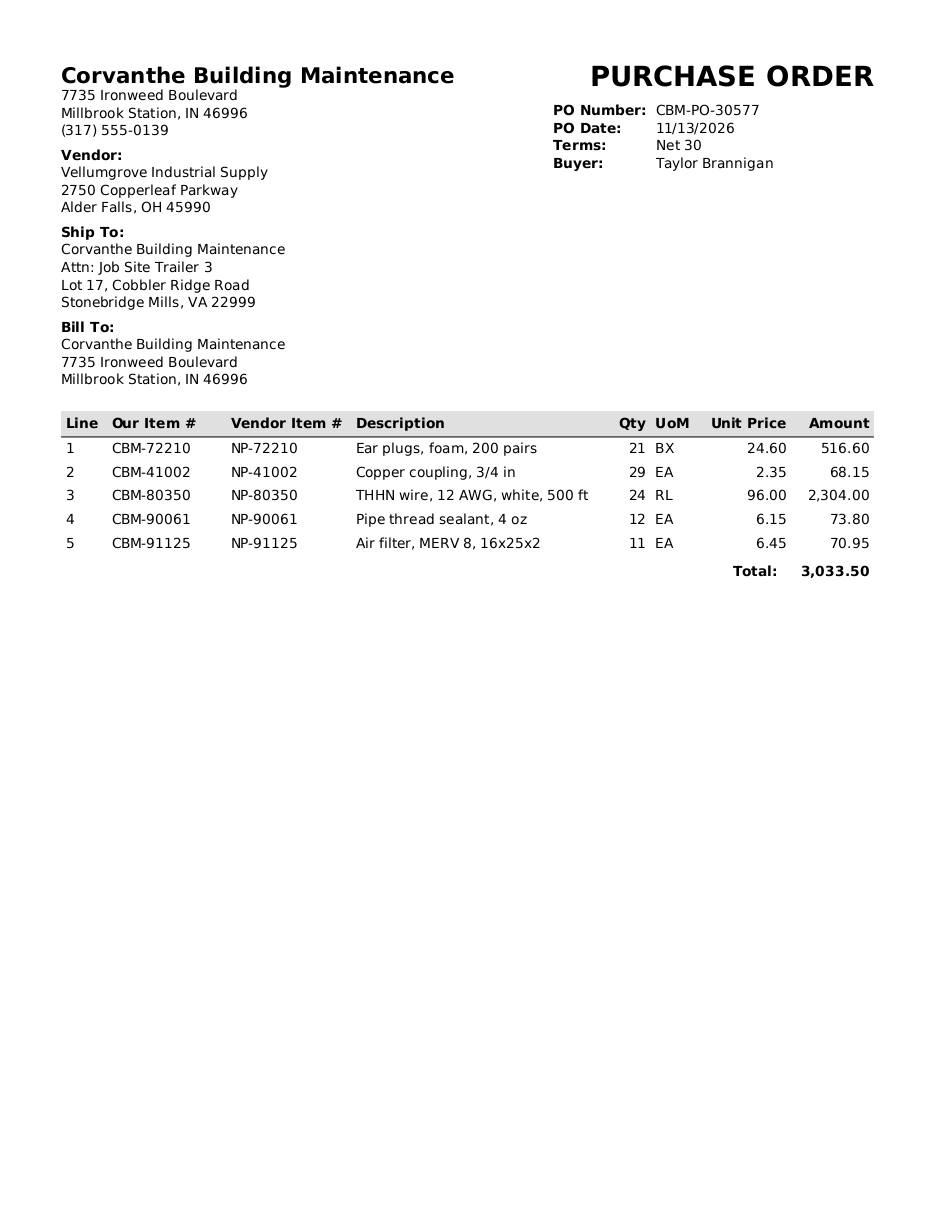 Corvanthe Building Maintenance
7735 Ironweed Boulevard
Millbrook Station, IN 46996
(317) 555-0139
PURCHASE ORDER
PO Number: CBM-PO-30577
PO Date: 11/13/2026
Terms: Net 30
Buyer: Taylor Brannigan
Vendor:
Vellumgrove Industrial Supply
2750 Copperleaf Parkway
Alder Falls, OH 45990
Ship To:
Corvanthe Building Maintenance
Attn: Job Site Trailer 3
Lot 17, Cobbler Ridge Road
Stonebridge Mills, VA 22999
Bill To:
Corvanthe Building Maintenance
7735 Ironweed Boulevard
Millbrook Station, IN 46996
Line Our Item # Vendor Item # Description Qty UoM Unit Price Amount
1 CBM-72210 NP-72210 Ear plugs, foam, 200 pairs 21 BX 24.60 516.60
2 CBM-41002 NP-41002 Copper coupling, 3/4 in 29 EA 2.35 68.15
3 CBM-80350 NP-80350 THHN wire, 12 AWG, white, 500 ft 24 RL 96.00 2,304.00
4 CBM-90061 NP-90061 Pipe thread sealant, 4 oz 12 EA 6.15 73.80
5 CBM-91125 NP-91125 Air filter, MERV 8, 16x25x2 11 EA 6.45 70.95
Total: 3,033.50